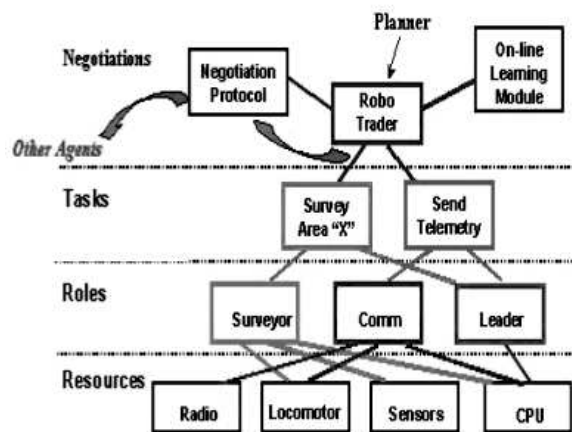 Planner
Negotiations
Negotiation
Protocol
Robo
Trader
On-line
Learning
Module
Other Agents
Tasks
Survey
Area "X"
Send
Telemetry
Roles
Surveyor
Comm
Leader
Resources
Radio
Locomotor
Sensors
CPU